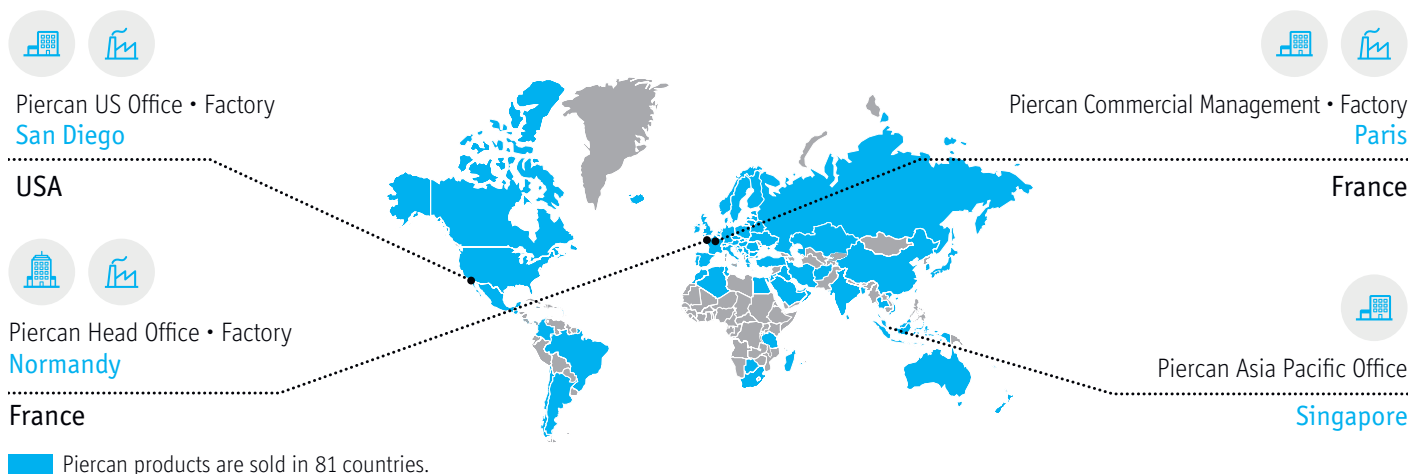 Piercan US Office • Factory
San Diego
USA
Piercan Head Office • Factory
Normandy
France
Piercan Commercial Management • Factory
Paris
France
Piercan Asia Pacific Office
Singapore
Piercan products are sold in 81 countries.